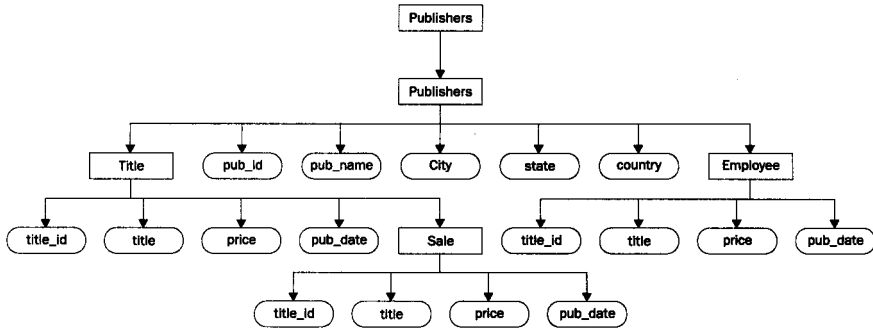 Publishers
Publishers
Title pub_id pub_name City state country Employee
title_id title price pub_date Sale title_id title price pub_date
title_id title price pub_date